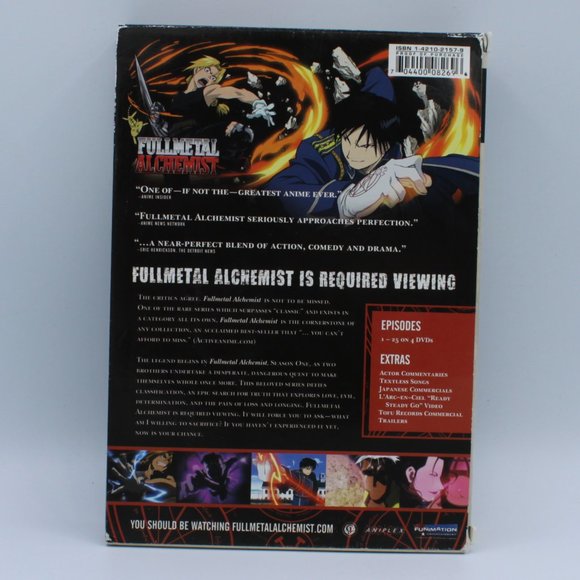 ISBN 1-4210-2157-9
PROOF OF PURCHASE
7 04400 08269 4
FULLMETAL
ALCHEMIST
"ONE OF—IF NOT THE—GREATEST ANIME EVER."
-ANIME INSIDER
"FULLMETAL ALCHEMIST SERIOUSLY APPROACHES PERFECTION."
-ANIME NEWS NETWORK
"...A NEAR-PERFECT BLEND OF ACTION, COMEDY AND DRAMA."
-ERIC HENRICKSON, THE DETROIT NEWS
FULLMETAL ALCHEMIST IS REQUIRED VIEWING
THE CRITICS AGREE. Fullmetal Alchemist IS NOT TO BE MISSED.
ONE OF THE RARE SERIES WHICH SURPASSES "CLASSIC" AND EXISTS
IN A CATEGORY ALL ITS OWN, Fullmetal Alchemist IS THE CORNERSTONE OF
ANY COLLECTION, AN ACCLAIMED BEST-SELLER THAT "... YOU CAN'T
AFFORD TO MISS." (ACTIVEANIME.COM)
THE LEGEND BEGINS IN Fullmetal Alchemist, SEASON ONE, AS TWO
BROTHERS UNDERTAKE A DESPERATE, DANGEROUS QUEST TO MAKE
THEMSELVES WHOLE ONCE MORE. THIS BELOVED SERIES DEFIES
CLASSIFICATION, AN EPIC SEARCH FOR TRUTH THAT EXPLORES LOVE, EVIL,
DETERMINATION, AND THE PAIN OF LOSS AND LONGING. FULLMETAL
ALCHEMIST IS REQUIRED VIEWING. IT WILL FORCE YOU TO ASK—WHAT
AM I WILLING TO SACRIFICE? IF YOU HAVEN'T EXPERIENCED IT YET,
NOW IS YOUR CHANCE.
EPISODES
1 – 25 ON 4 DVDS
EXTRAS
ACTOR COMMENTARIES
TEXTLESS SONGS
JAPANESE COMMERCIALS
L'ARC-EN-CIEL "READY
STEADY GO" VIDEO
TOFU RECORDS COMMERCIAL
TRAILERS
YOU SHOULD BE WATCHING FULLMETALALCHEMIST.COM
ANIPLEX
FUNIMATION
ENTERTAINMENT